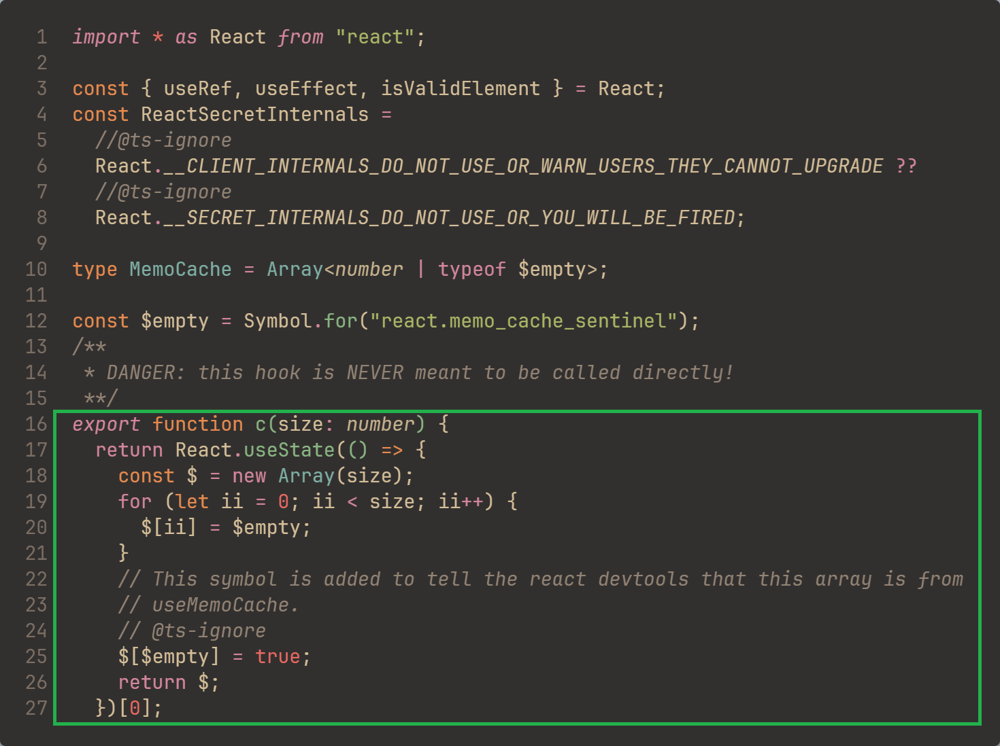 1 import * as React from "react";
2
3 const { useRef, useEffect, isValidElement } = React;
4 const ReactSecretInternals =
5   //@ts-ignore
6   React.__CLIENT_INTERNALS_DO_NOT_USE_OR_WARN_USERS_THEY_CANNOT_UPGRADE ??
7   //@ts-ignore
8   React.__SECRET_INTERNALS_DO_NOT_USE_OR_YOU_WILL_BE_FIRED;
9
10 type MemoCache = Array<number | typeof $empty>;
11
12 const $empty = Symbol.for("react.memo_cache_sentinel");
13 /**
14  * DANGER: this hook is NEVER meant to be called directly!
15  **/
16 export function c(size: number) {
17   return React.useState(() => {
18     const $ = new Array(size);
19     for (let ii = 0; ii < size; ii++) {
20       $[ii] = $empty;
21     }
22     // This symbol is added to tell the react devtools that this array is from
23     // useMemoCache.
24     // @ts-ignore
25     $[$empty] = true;
26     return $;
27   })[0];